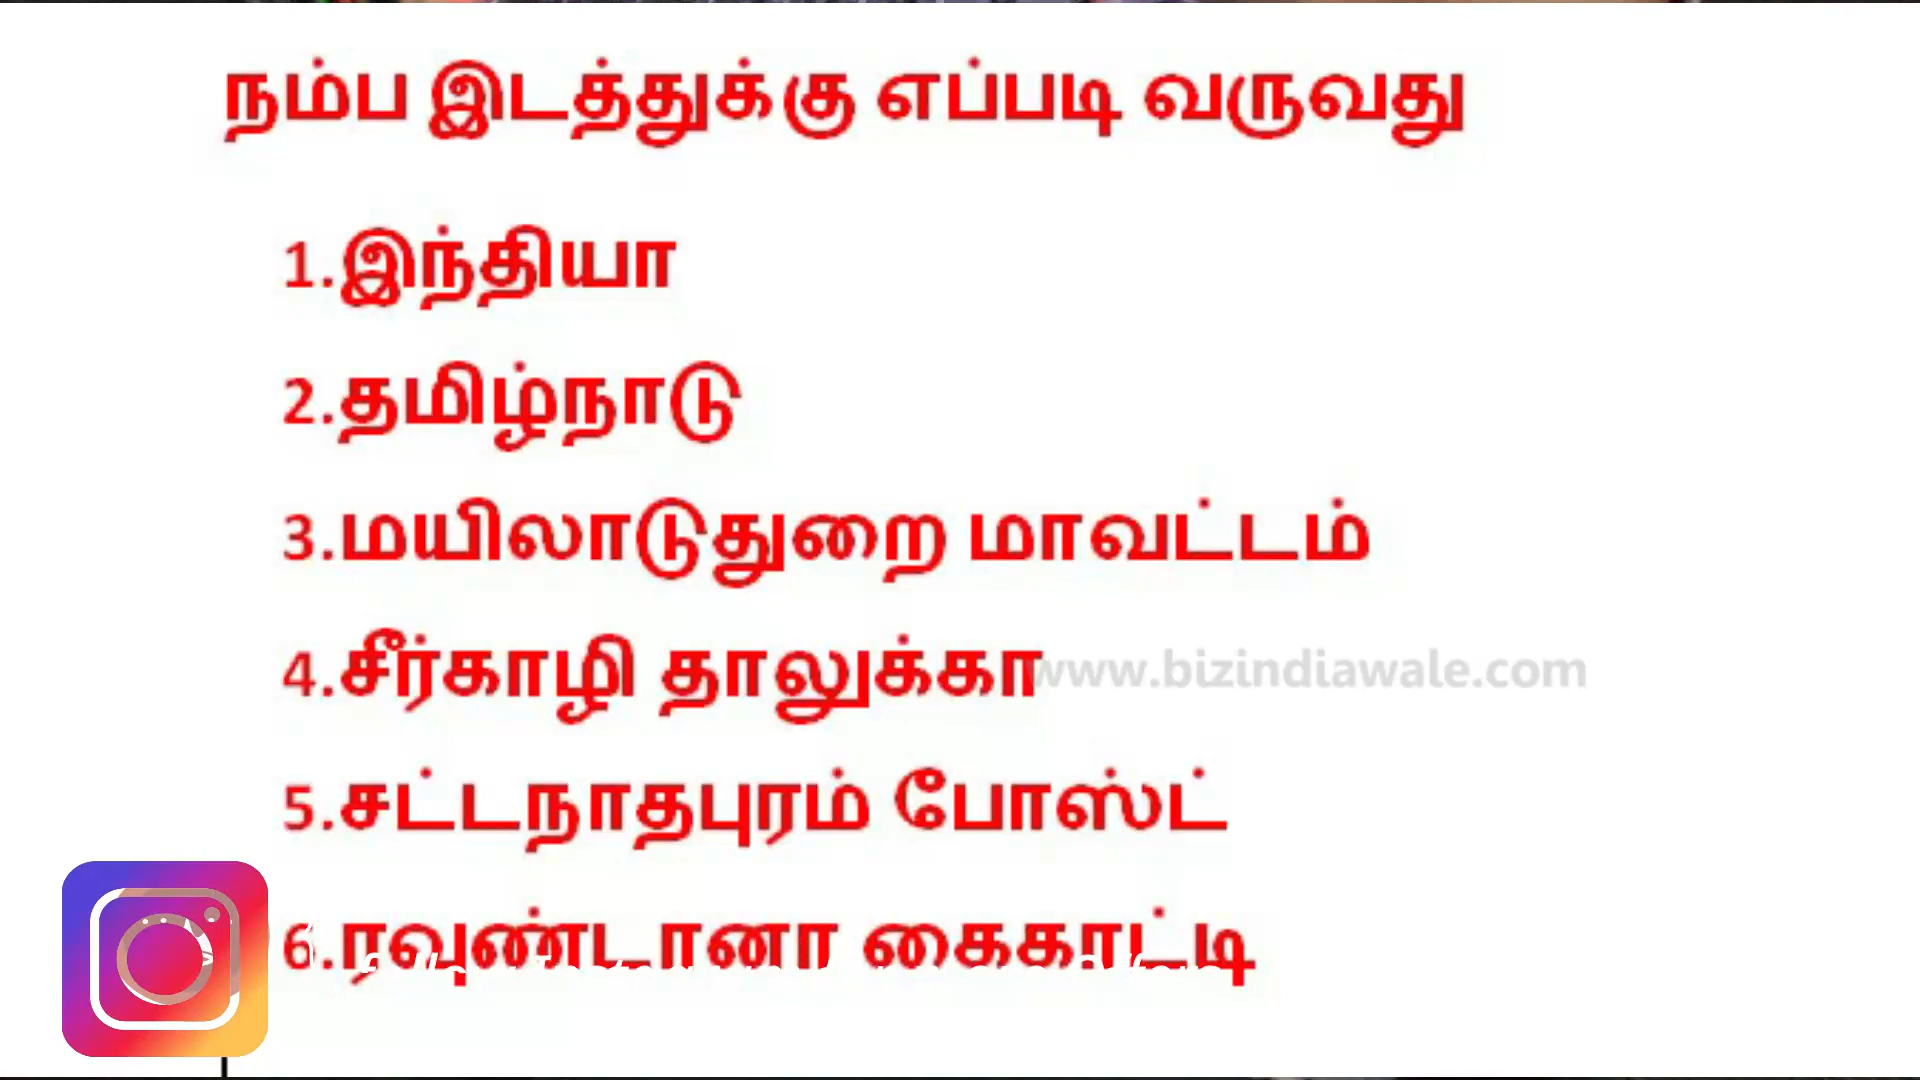 நம்ப இடத்துக்கு எப்படி வருவது
1.இந்தியா
2.தமிழ்நாடு
3.மயிலாடுதுறை மாவட்டம்
4.சீர்காழி தாலுக்கா
www.bizindiawale.com
5.சட்டநாதபுரம் போஸ்ட்
6.ரவுண்டானா கைகாட்டி